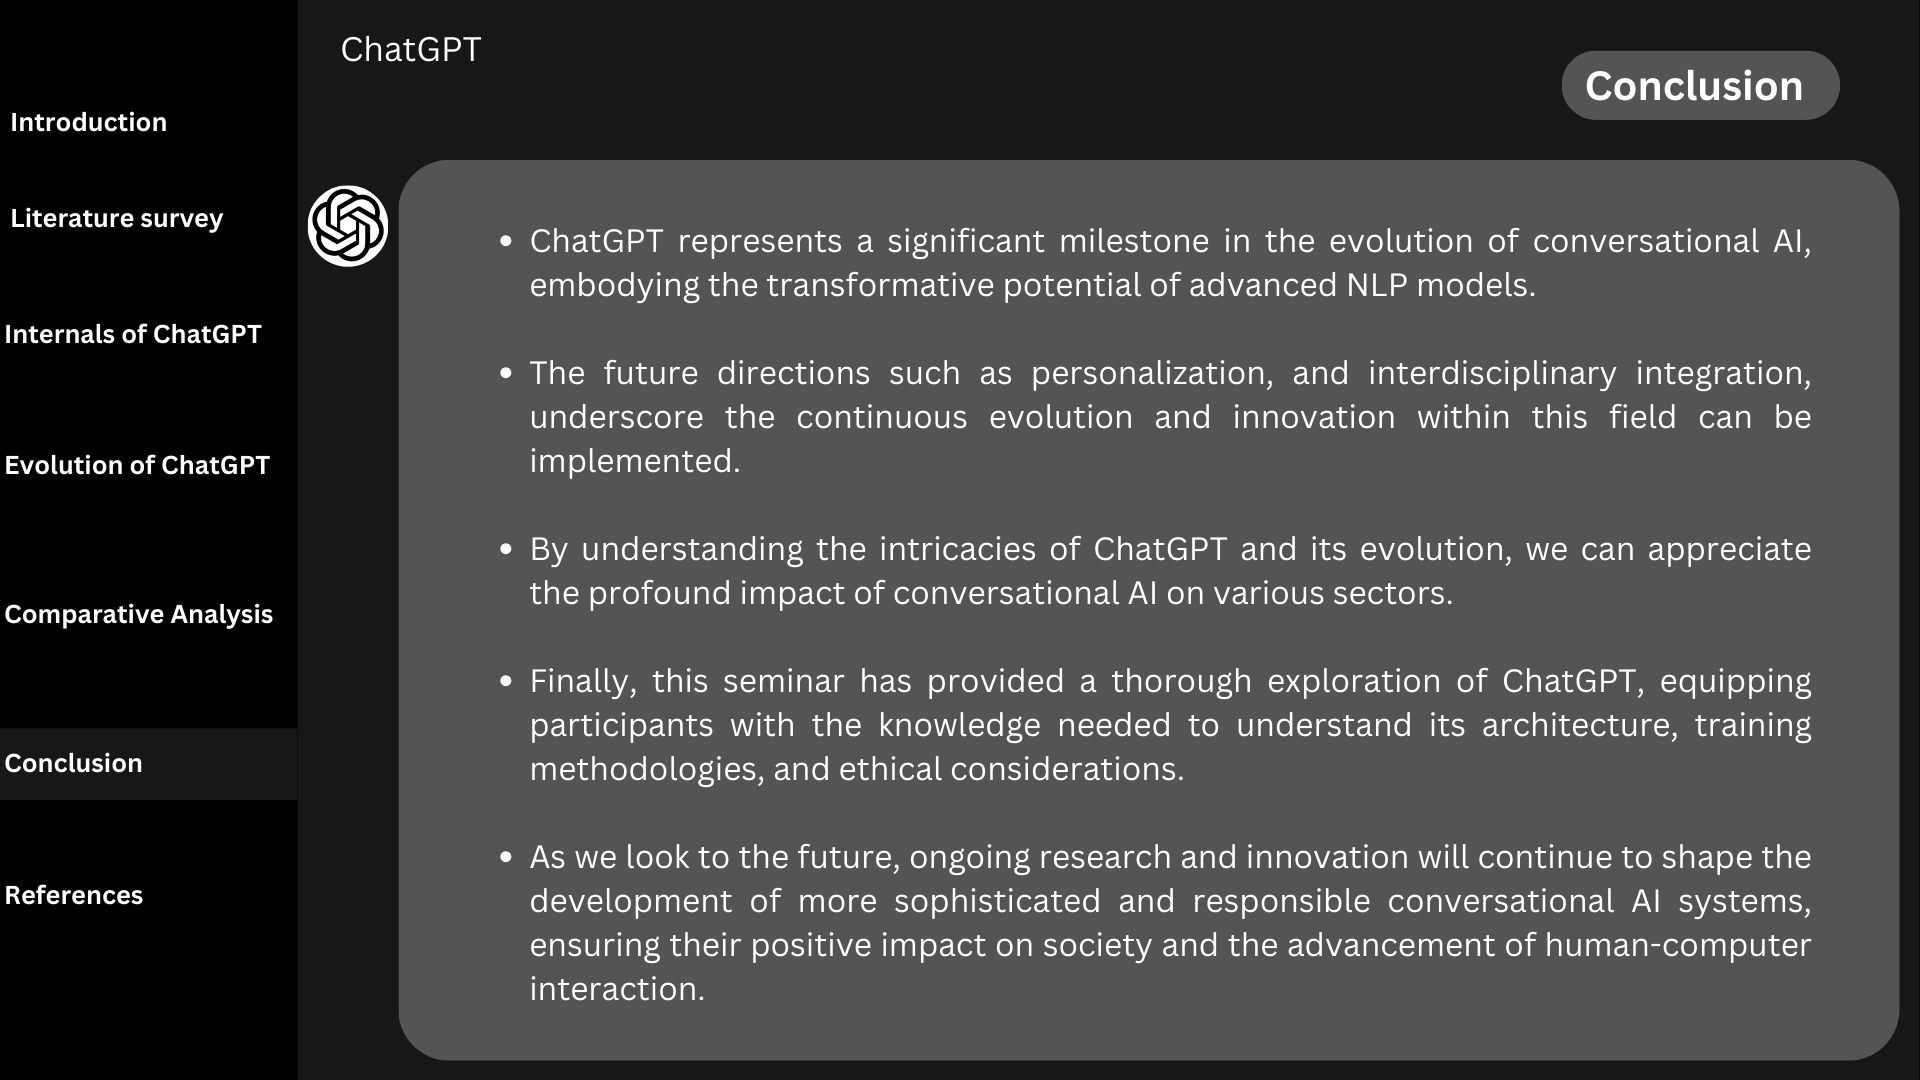 ChatGPT
Conclusion
Introduction
Literature survey
Internals of ChatGPT
Evolution of ChatGPT
Comparative Analysis
Conclusion
References
• ChatGPT represents a significant milestone in the evolution of conversational AI,
embodying the transformative potential of advanced NLP models.
• The future directions such as personalization, and interdisciplinary integration,
underscore the continuous evolution and innovation within this field can be
implemented.
• By understanding the intricacies of ChatGPT and its evolution, we can appreciate
the profound impact of conversational AI on various sectors.
• Finally, this seminar has provided a thorough exploration of ChatGPT, equipping
participants with the knowledge needed to understand its architecture, training
methodologies, and ethical considerations.
• As we look to the future, ongoing research and innovation will continue to shape the
development of more sophisticated and responsible conversational AI systems,
ensuring their positive impact on society and the advancement of human-computer
interaction.